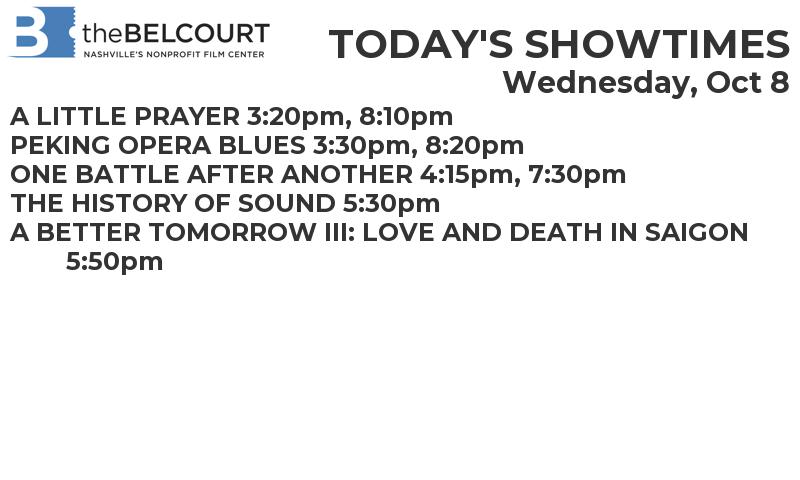 B theBELCOURT
NASHVILLE'S NONPROFIT FILM CENTER
TODAY'S SHOWTIMES
Wednesday, Oct 8
A LITTLE PRAYER 3:20pm, 8:10pm
PEKING OPERA BLUES 3:30pm, 8:20pm
ONE BATTLE AFTER ANOTHER 4:15pm, 7:30pm
THE HISTORY OF SOUND 5:30pm
A BETTER TOMORROW III: LOVE AND DEATH IN SAIGON
5:50pm